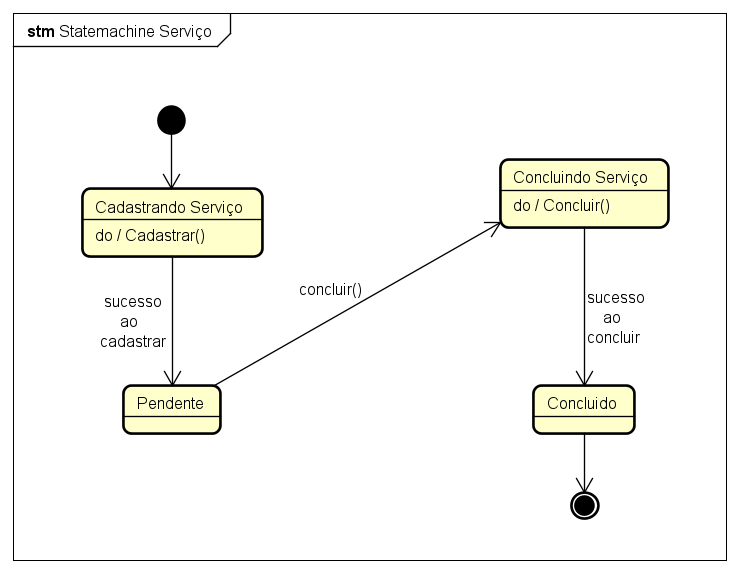 stm Statemachine Serviço
Cadastrando Serviço
do / Cadastrar()
sucesso
ao
cadastrar
Pendente
concluir()
Concluindo Serviço
do / Concluir()
sucesso
ao
concluir
Concluido